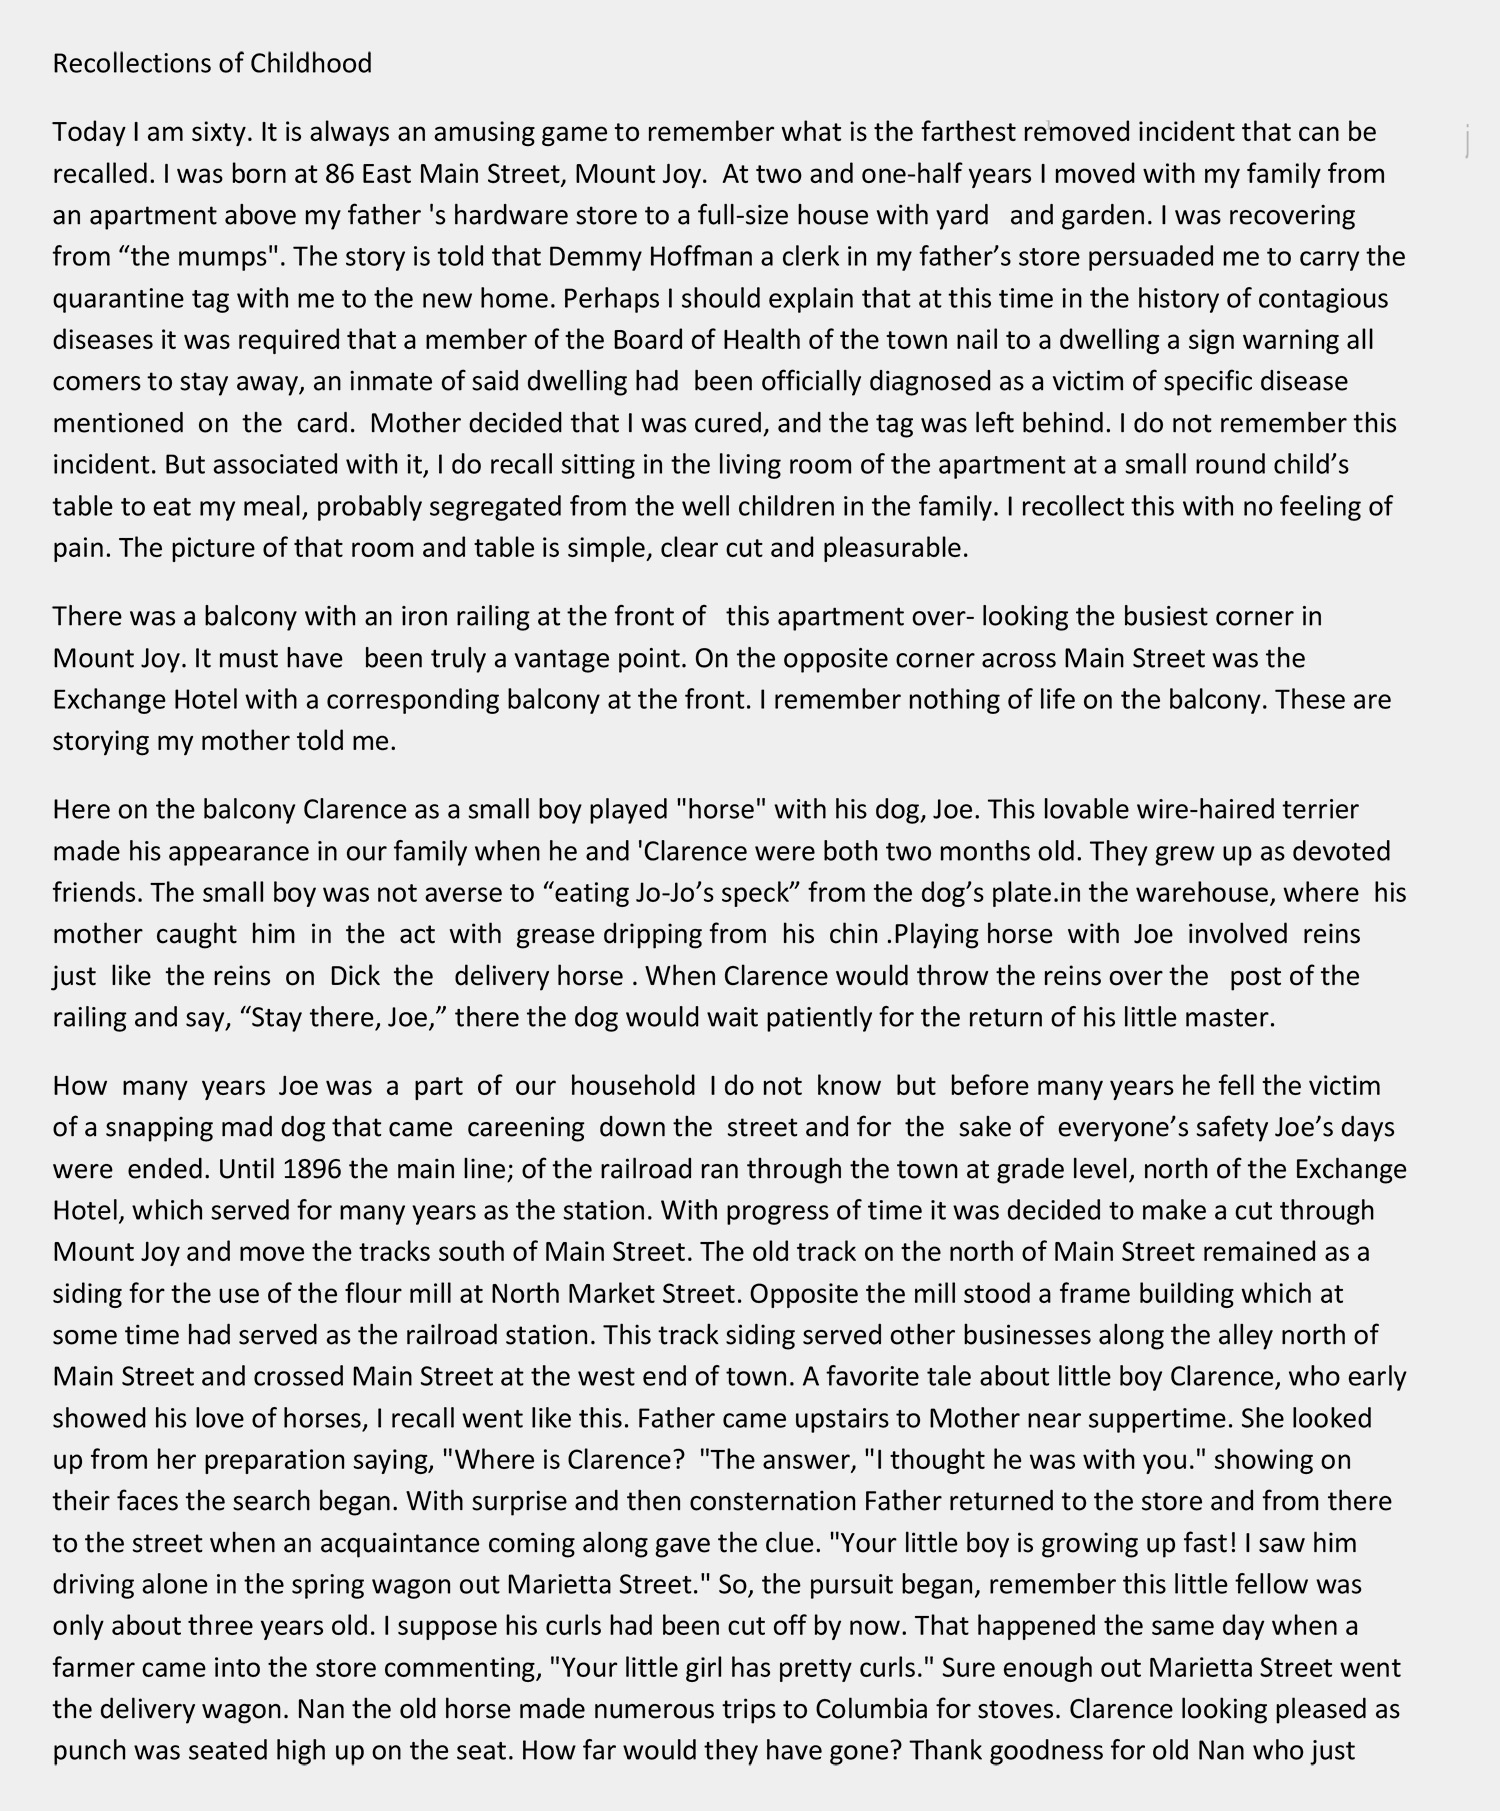 Recollections of Childhood
Today I am sixty. It is always an amusing game to remember what is the farthest removed incident that can be
recalled. I was born at 86 East Main Street, Mount Joy.  At two and one-half years I moved with my family from
an apartment above my father 's hardware store to a full-size house with yard   and garden. I was recovering
from “the mumps". The story is told that Demmy Hoffman a clerk in my father’s store persuaded me to carry the
quarantine tag with me to the new home. Perhaps I should explain that at this time in the history of contagious
diseases it was required that a member of the Board of Health of the town nail to a dwelling a sign warning all
comers to stay away, an inmate of said dwelling had  been officially diagnosed as a victim of specific disease
mentioned  on  the  card.  Mother decided that I was cured, and the tag was left behind. I do not remember this
incident. But associated with it, I do recall sitting in the living room of the apartment at a small round child’s
table to eat my meal, probably segregated from the well children in the family. I recollect this with no feeling of
pain. The picture of that room and table is simple, clear cut and pleasurable.
There was a balcony with an iron railing at the front of   this apartment over- looking the busiest corner in
Mount Joy. It must have   been truly a vantage point. On the opposite corner across Main Street was the
Exchange Hotel with a corresponding balcony at the front. I remember nothing of life on the balcony. These are
storying my mother told me.
Here on the balcony Clarence as a small boy played "horse" with his dog, Joe. This lovable wire-haired terrier
made his appearance in our family when he and 'Clarence were both two months old. They grew up as devoted
friends. The small boy was not averse to “eating Jo-Jo’s speck” from the dog’s plate.in the warehouse, where  his
mother  caught  him  in  the  act  with  grease dripping from  his  chin .Playing horse  with  Joe  involved  reins
just  like  the reins  on  Dick  the   delivery horse . When Clarence would throw the reins over the   post of the
railing and say, “Stay there, Joe,” there the dog would wait patiently for the return of his little master.
How  many  years  Joe was  a  part  of  our  household  I do not  know  but  before many years he fell the victim
of a snapping mad dog that came  careening  down the  street and for  the  sake of  everyone’s safety Joe’s days
were  ended. Until 1896 the main line; of the railroad ran through the town at grade level, north of the Exchange
Hotel, which served for many years as the station. With progress of time it was decided to make a cut through
Mount Joy and move the tracks south of Main Street. The old track on the north of Main Street remained as a
siding for the use of the flour mill at North Market Street. Opposite the mill stood a frame building which at
some time had served as the railroad station. This track siding served other businesses along the alley north of
Main Street and crossed Main Street at the west end of town. A favorite tale about little boy Clarence, who early
showed his love of horses, I recall went like this. Father came upstairs to Mother near suppertime. She looked
up from her preparation saying, "Where is Clarence?  "The answer, "I thought he was with you." showing on
their faces the search began. With surprise and then consternation Father returned to the store and from there
to the street when an acquaintance coming along gave the clue. "Your little boy is growing up fast! I saw him
driving alone in the spring wagon out Marietta Street." So, the pursuit began, remember this little fellow was
only about three years old. I suppose his curls had been cut off by now. That happened the same day when a
farmer came into the store commenting, "Your little girl has pretty curls." Sure enough out Marietta Street went
the delivery wagon. Nan the old horse made numerous trips to Columbia for stoves. Clarence looking pleased as
punch was seated high up on the seat. How far would they have gone? Thank goodness for old Nan who just